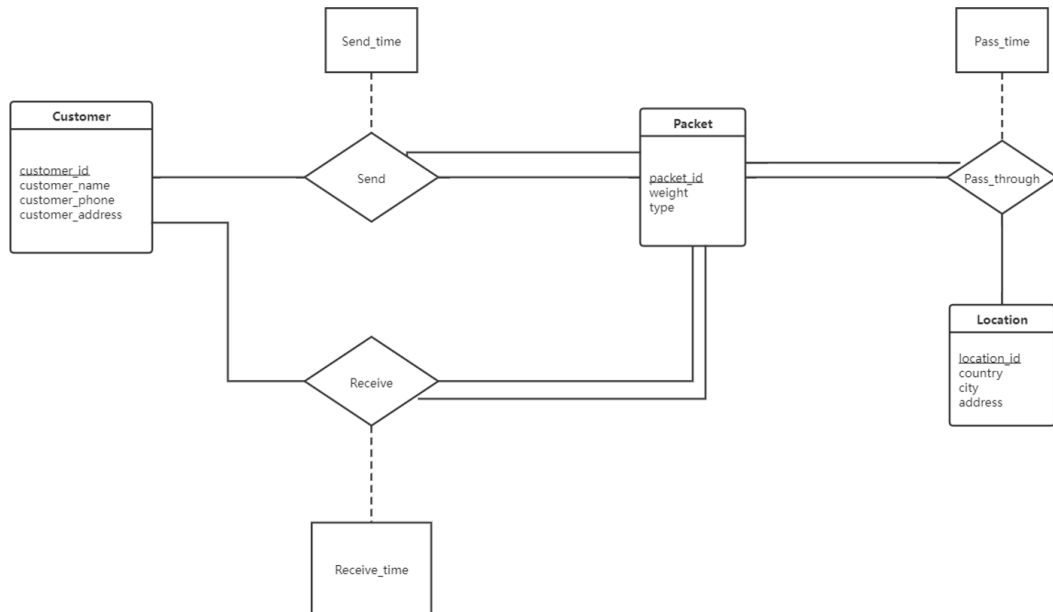 Send_time
Pass_time
Customer
Packet
customer_id
customer_name
customer_phone
customer_address
Send
packet_id
weight
type
Pass_through
Location
location_id
country
city
address
Receive
Receive_time